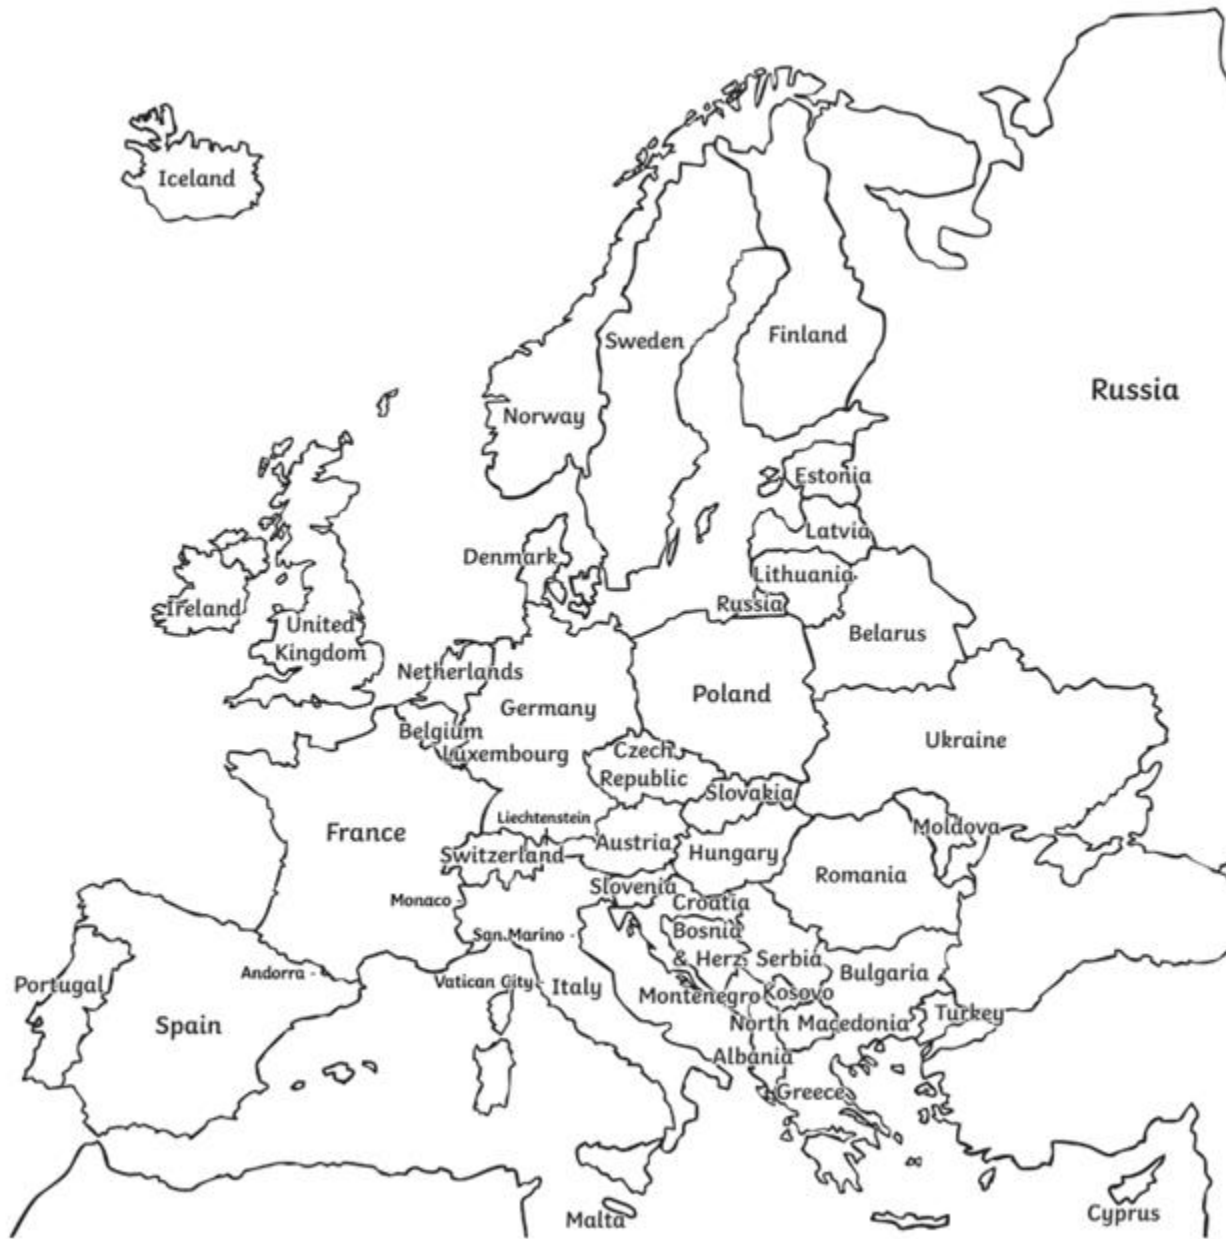 Iceland
Sweden
Finland
Russia
Norway
Estonia
Latvia
Denmark
Lithuania
Russia
Ireland
United
Kingdom
Belarus
Netherlands
Poland
Germany
Belgium
Luxembourg
Ukraine
Czech
Republic
Slovakia
Liechtenstein
France
Moldova
Austria
Switzerland
Hungary
Romania
Slovenia
Monaco
Croatia
San Marino
Bosnia
& Herz.
Serbia
Andorra
Bulgaria
Vatican City
Italy
Portugal
Montenegro
Kosovo
Spain
Turkey
North Macedonia
Albania
Greece
Malta
Cyprus